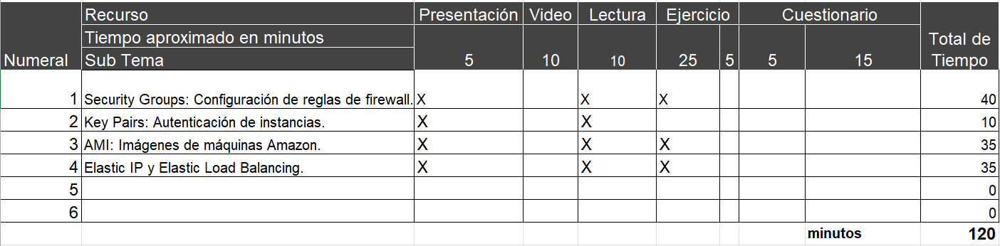 Recurso Presentación Video Lectura Ejercicio Cuestionario
Tiempo aproximado en minutos Total de
Numeral Sub Tema 5 10 10 25 5 5 15 Tiempo
1 Security Groups: Configuración de reglas de firewall. X X X 40
2 Key Pairs: Autenticación de instancias. X X 10
3 AMI: Imágenes de máquinas Amazon. X X X 35
4 Elastic IP y Elastic Load Balancing. X X X 35
5 0
6 0
minutos 120